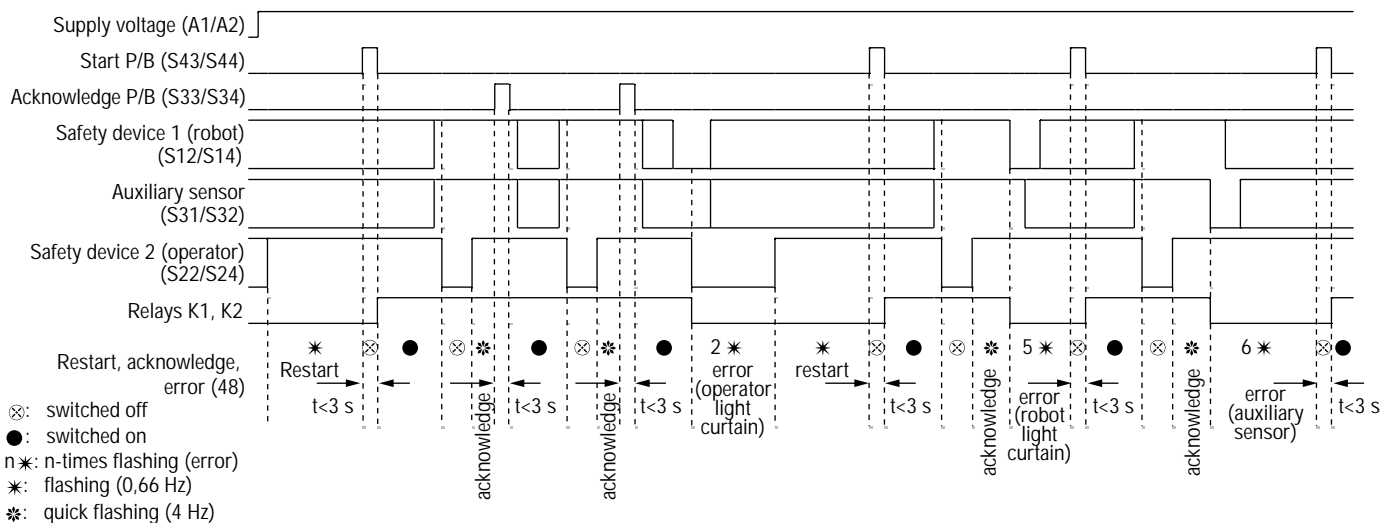 Supply voltage (A1/A2)
Start P/B (S43/S44)
Acknowledge P/B (S33/S34)
Safety device 1 (robot)
(S12/S14)
Auxiliary sensor
(S31/S32)
Safety device 2 (operator)
(S22/S24)
Relays K1, K2
Restart, acknowledge,
error (48)
Restart
t<3 s
acknowledge
t<3 s
acknowledge
t<3 s
2
error
(operator
light
curtain)
restart
t<3 s
acknowledge
5
error
(robot
light
curtain)
t<3 s
acknowledge
6
error
(auxiliary
sensor)
t<3 s
⊗: switched off
●: switched on
n✶: n-times flashing (error)
✶: flashing (0,66 Hz)
✲: quick flashing (4 Hz)